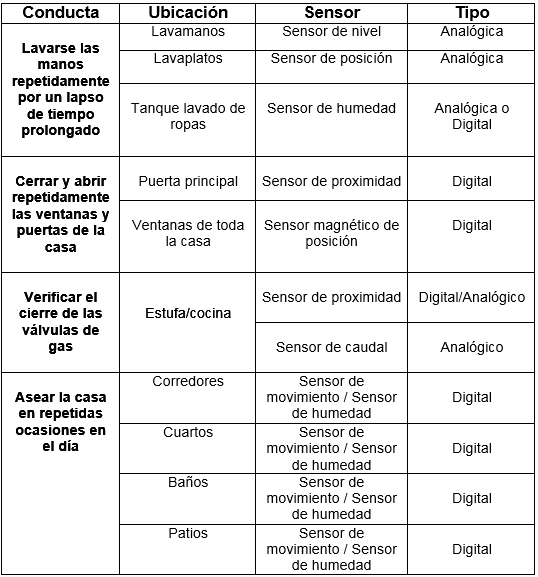 Conducta Ubicación Sensor Tipo
Lavarse las
manos
repetidamente
por un lapso
de tiempo
prolongado
Lavamanos Sensor de nivel Analógica
Lavaplatos Sensor de posición Analógica
Tanque lavado de
ropas
Sensor de humedad
Analógica o
Digital
Cerrar y abrir
repetidamente
las ventanas y
puertas de la
casa
Puerta principal Sensor de proximidad Digital
Ventanas de toda
la casa
Sensor magnético de
posición
Digital
Verificar el
cierre de las
válvulas de
gas
Estufa/cocina
Sensor de proximidad Digital/Analógico
Sensor de caudal Analógico
Asear la casa
en repetidas
ocasiones en
el día
Corredores
Sensor de
movimiento / Sensor
de humedad
Digital
Cuartos
Sensor de
movimiento / Sensor
de humedad
Digital
Baños
Sensor de
movimiento / Sensor
de humedad
Digital
Patios
Sensor de
movimiento / Sensor
de humedad
Digital